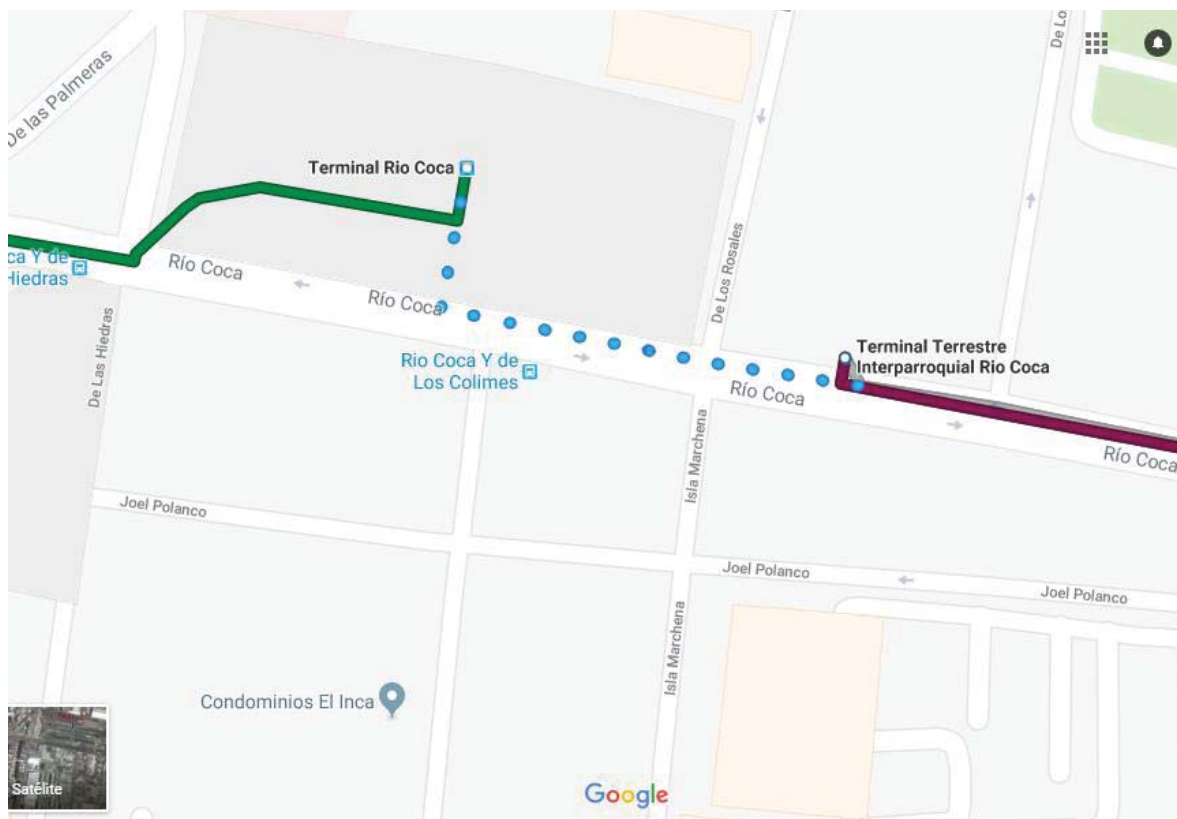 De Lo
De las Palmeras
Terminal Rio Coca
De Los Rosales
ca Y de
Hiedras
Río Coca
Río Coca
Terminal Terrestre
Interparroquial Rio Coca
Rio Coca Y de
Los Colimes
Río Coca
De Las Hiedras
Río Coca
Isla Marchena
Joel Polanco
Joel Polanco
Joel Polanco
Isla Marchena
Condominios El Inca
Satélite
Google